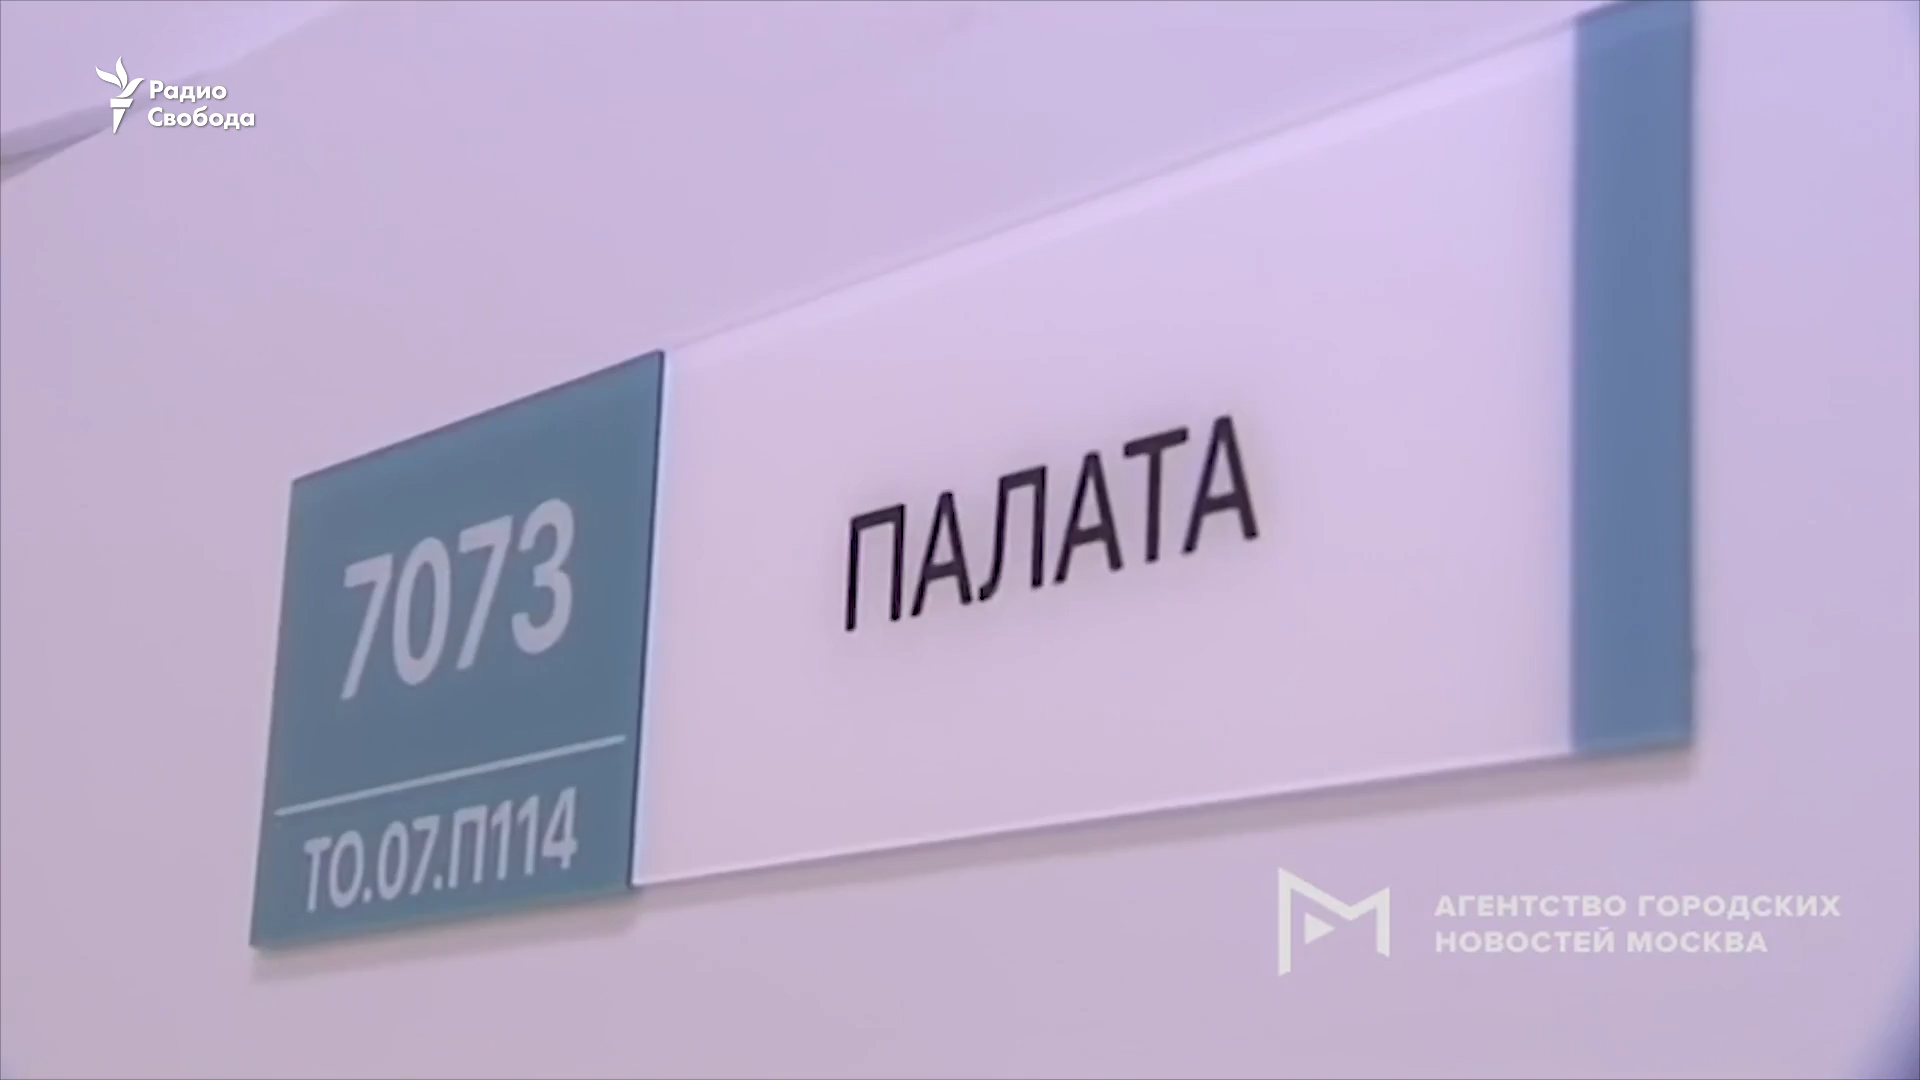 Радио
Свобода
7073
ПАЛАТА
ТО.07.П114
АГЕНТСТВО ГОРОДСКИХ
НОВОСТЕЙ МОСКВА